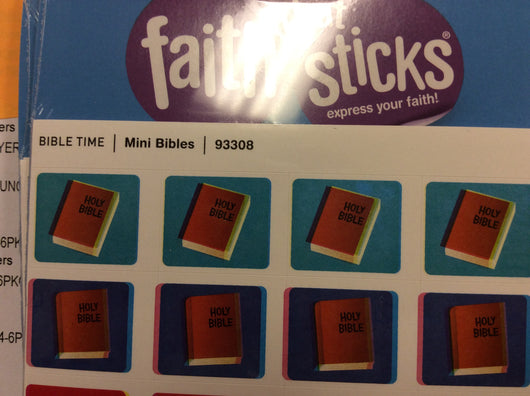 faith
sticks®
express your faith!
BIBLE TIME | Mini Bibles | 93308
HOLY BIBLE HOLY BIBLE HOLY BIBLE HOLY BIBLE
HOLY BIBLE HOLY BIBLE HOLY BIBLE HOLY BIBLE